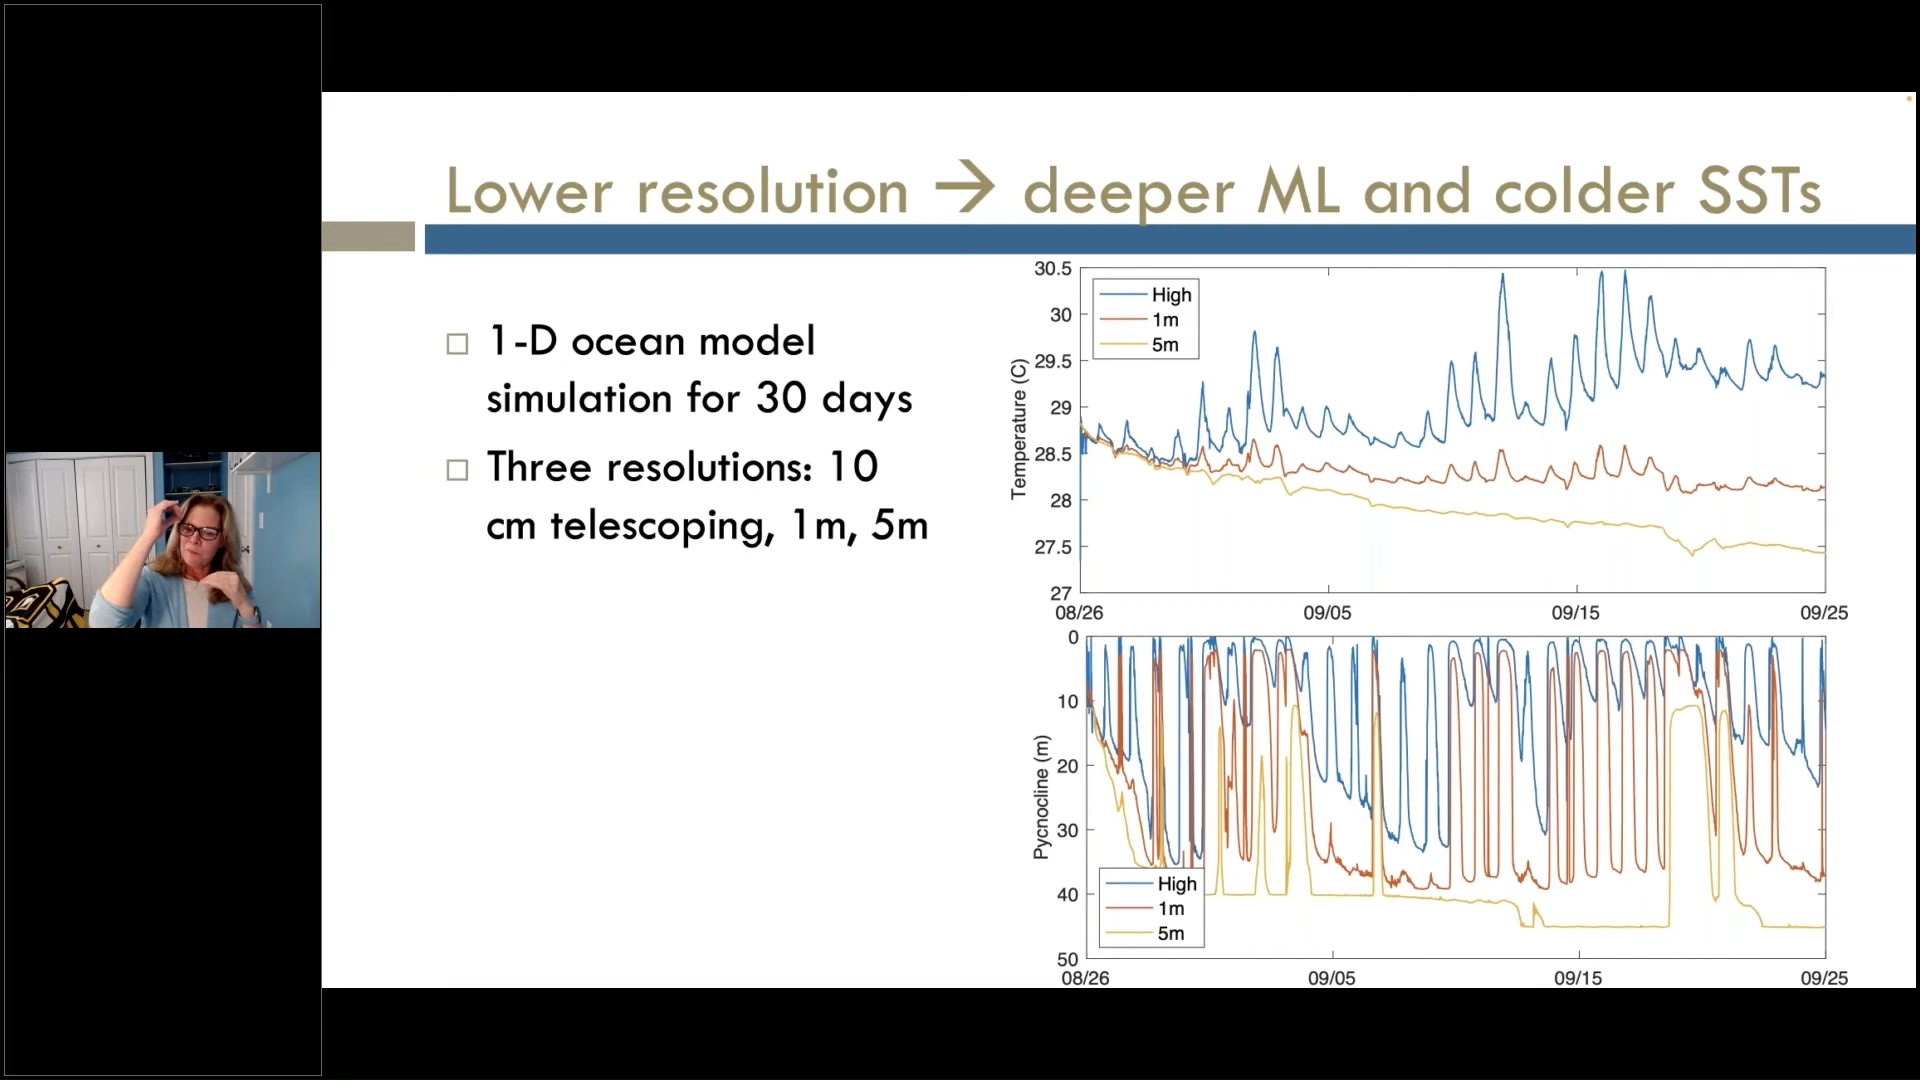 Lower resolution → deeper ML and colder SSTs
□ 1-D ocean model
simulation for 30 days
□ Three resolutions: 10
cm telescoping, 1m, 5m
30.5
30
29.5
29
28.5
28
27.5
27
Temperature (C)
High
1m
5m
08/26 09/05 09/15 09/25
0
10
20
30
40
50
Pycnocline (m)
High
1m
5m
08/26 09/05 09/15 09/25